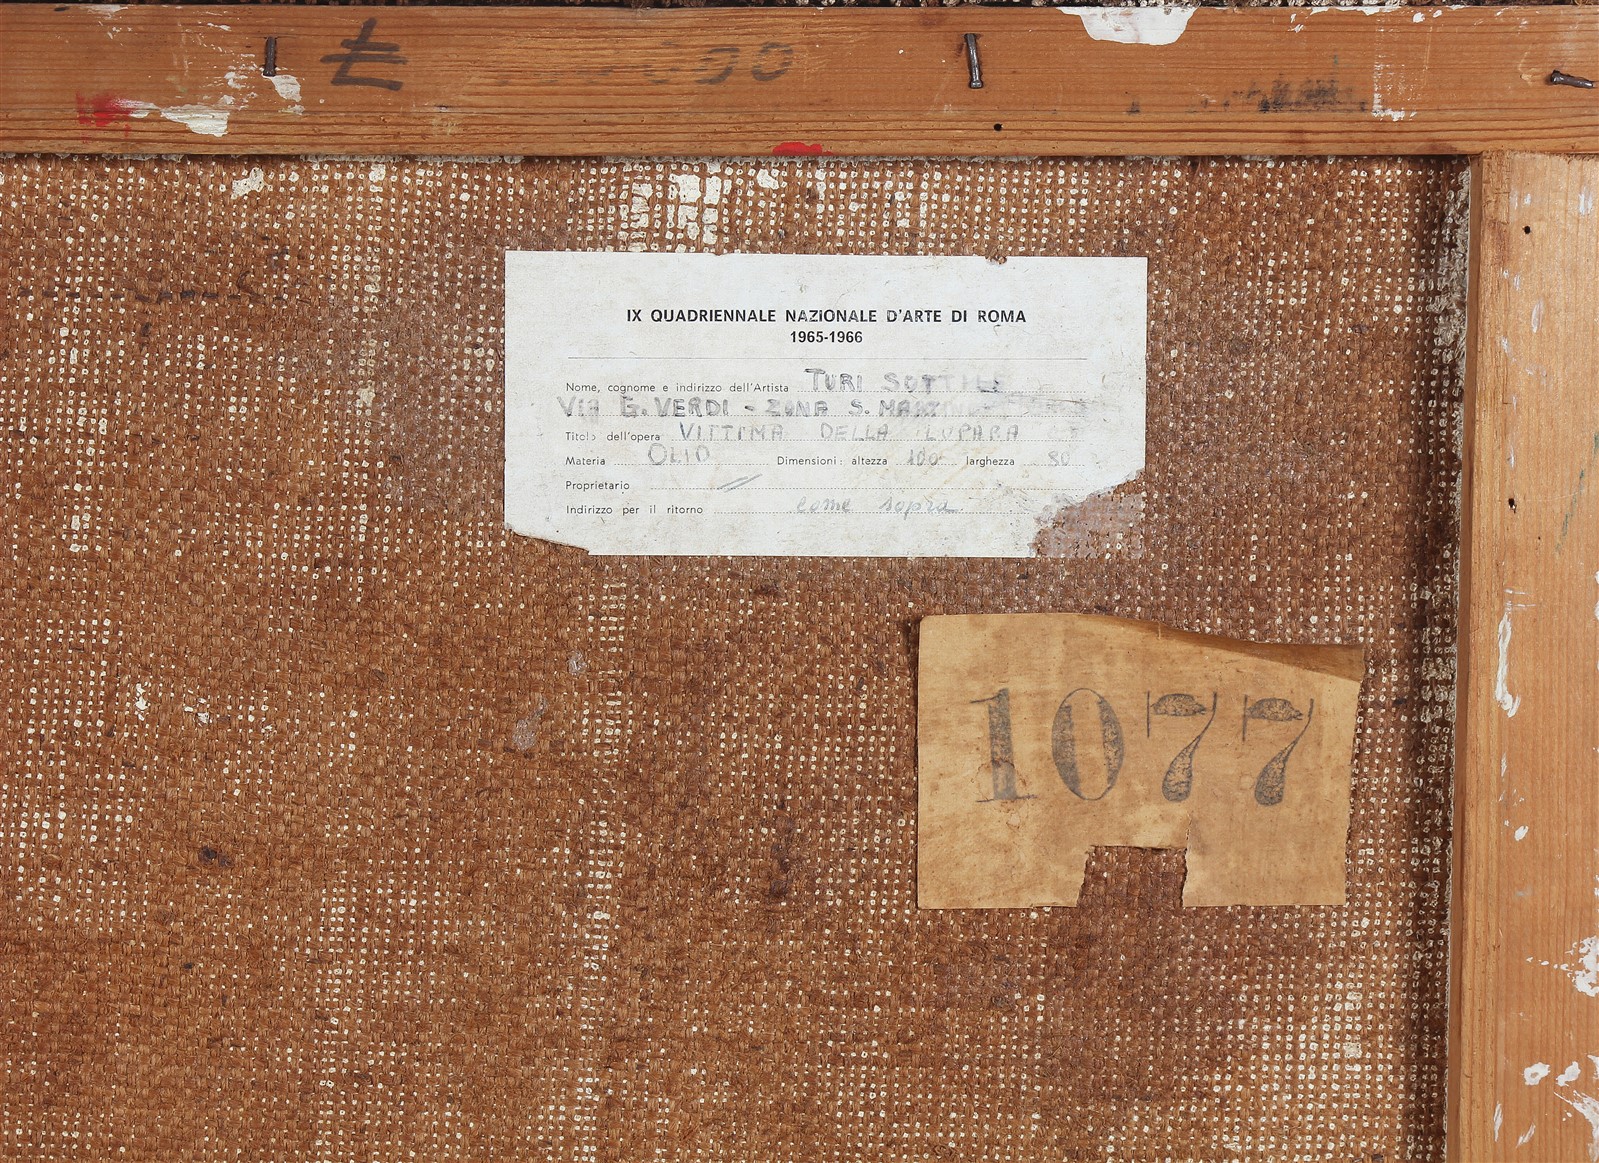 ₤ 000
IX QUADRIENNALE NAZIONALE D'ARTE DI ROMA
1965-1966
Nome, cognome e indirizzo dell'Artista TURI SOTTILE
VIA G. VERDI - ZONA S. MARTINO
Titolo dell'opera VITTIMA DELLA LUPARA
Materia OLIO Dimensioni: altezza 100 larghezza 80
Proprietario //
Indirizzo per il ritorno come sopra
1077